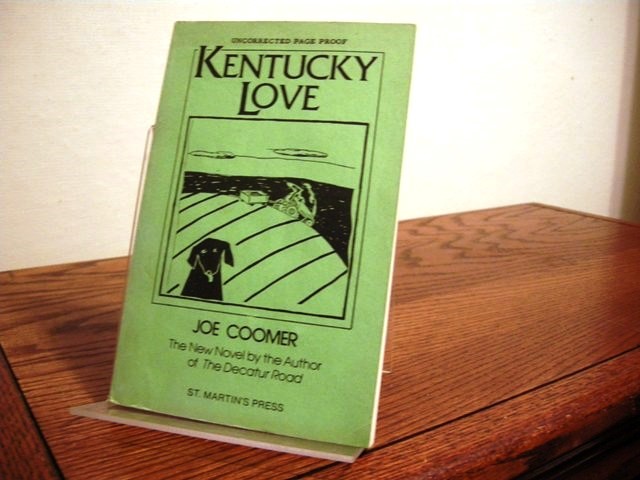 UNCORRECTED PAGE PROOF
KENTUCKY
LOVE
JOE COOMER
The New Novel by the Author
of The Decatur Road
ST. MARTIN'S PRESS